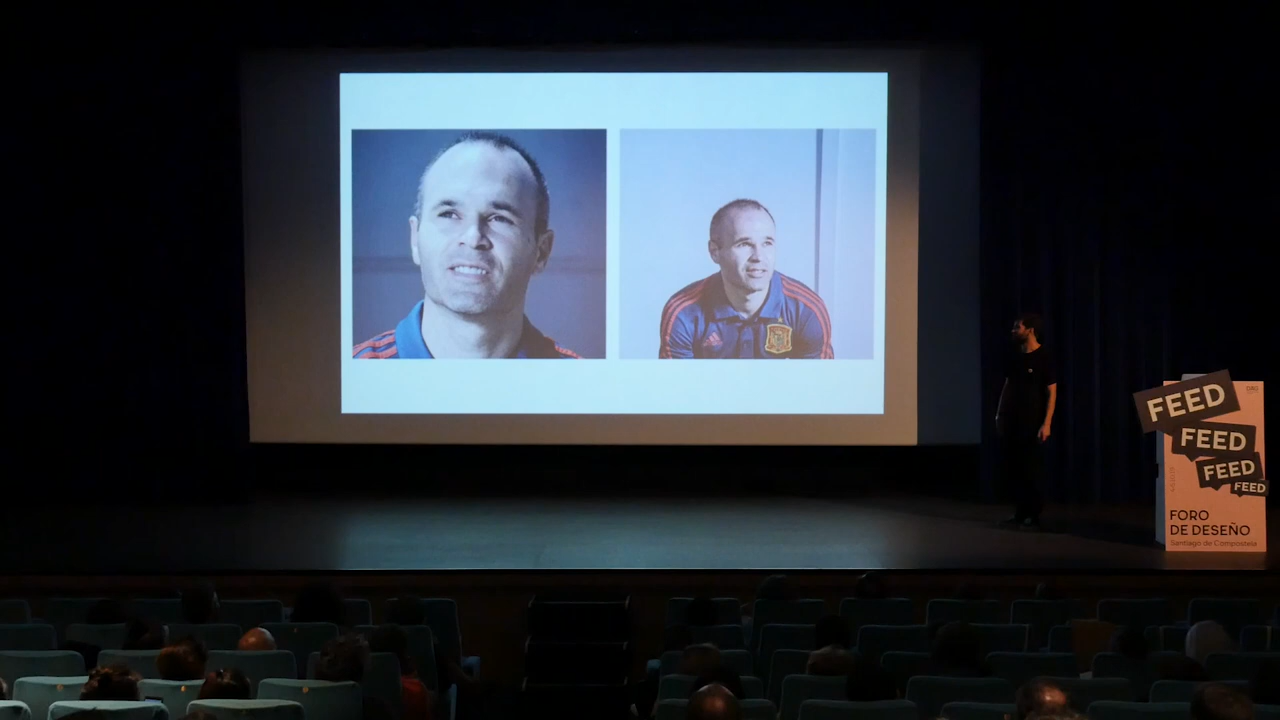 FEED
FEED
FEED
FEED
FORO
DE DESEÑO
Santiago de Compostela